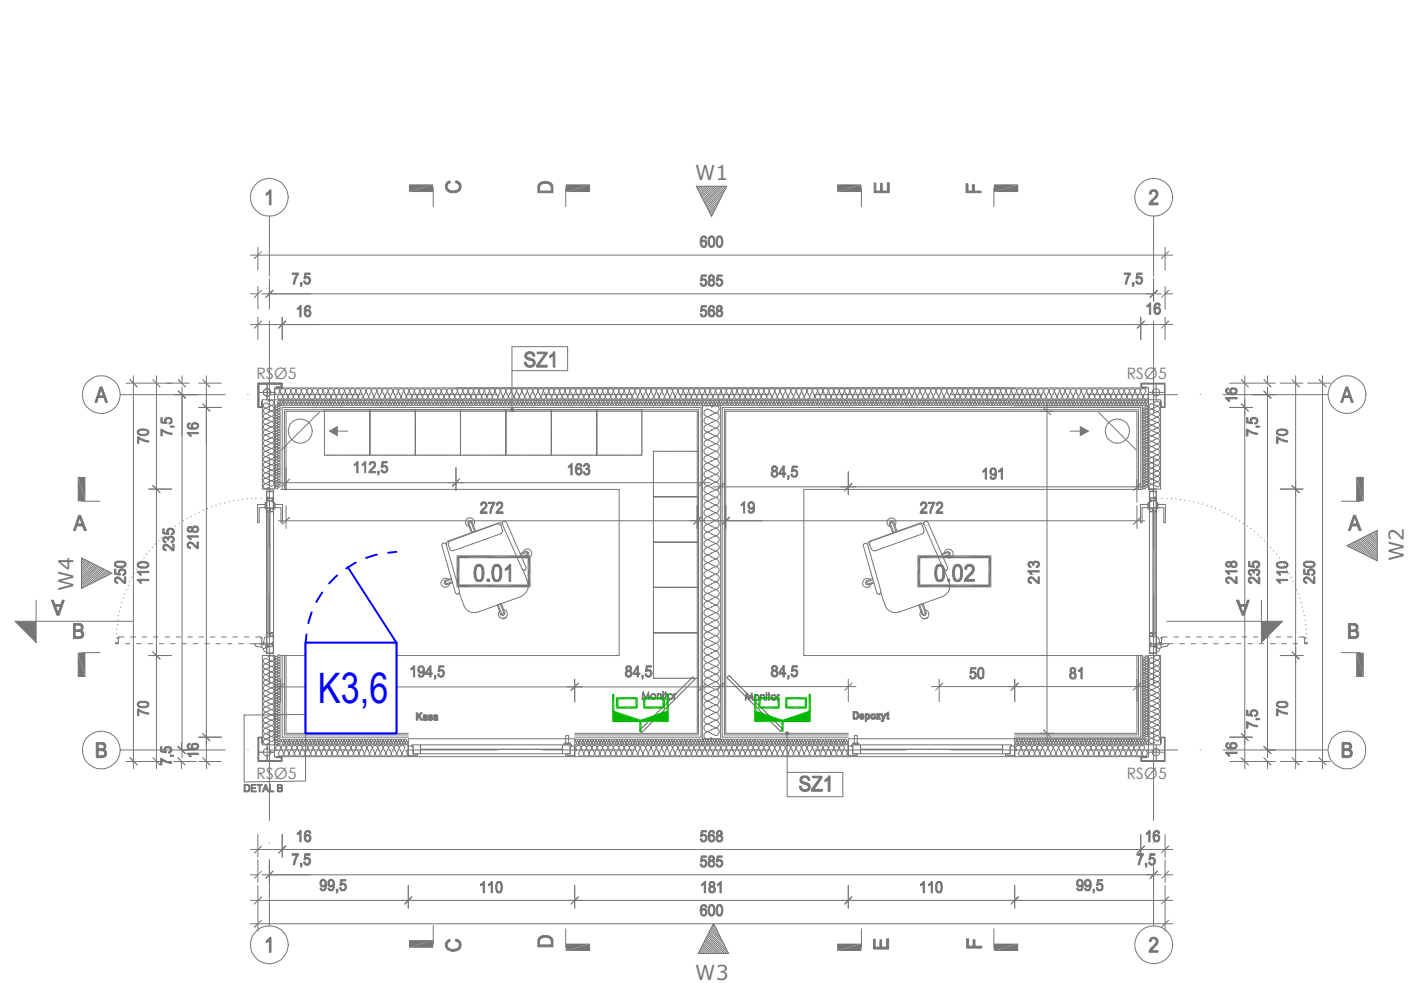 W1
1 C D E F 2
600
7,5 585 7,5
16 568 16
SZ1
RSØ5 RSØ5
A A
70 7,5 16
16 7,5 70
112,5 163 84,5 191
272 19 272
A A
W4 W2
250 110 235 218
0.01 0.02
213
218 235 110 250
A A
B B
K3,6
194,5 84,5 84,5 50 81
Monitor Monitor
Kasa Depozyt
70 7,5 16
16 7,5 70
B B
RSØ5 RSØ5
DETAL B
SZ1
16 568 16
7,5 585 7,5
99,5 110 181 110 99,5
600
1 C D E F 2
W3